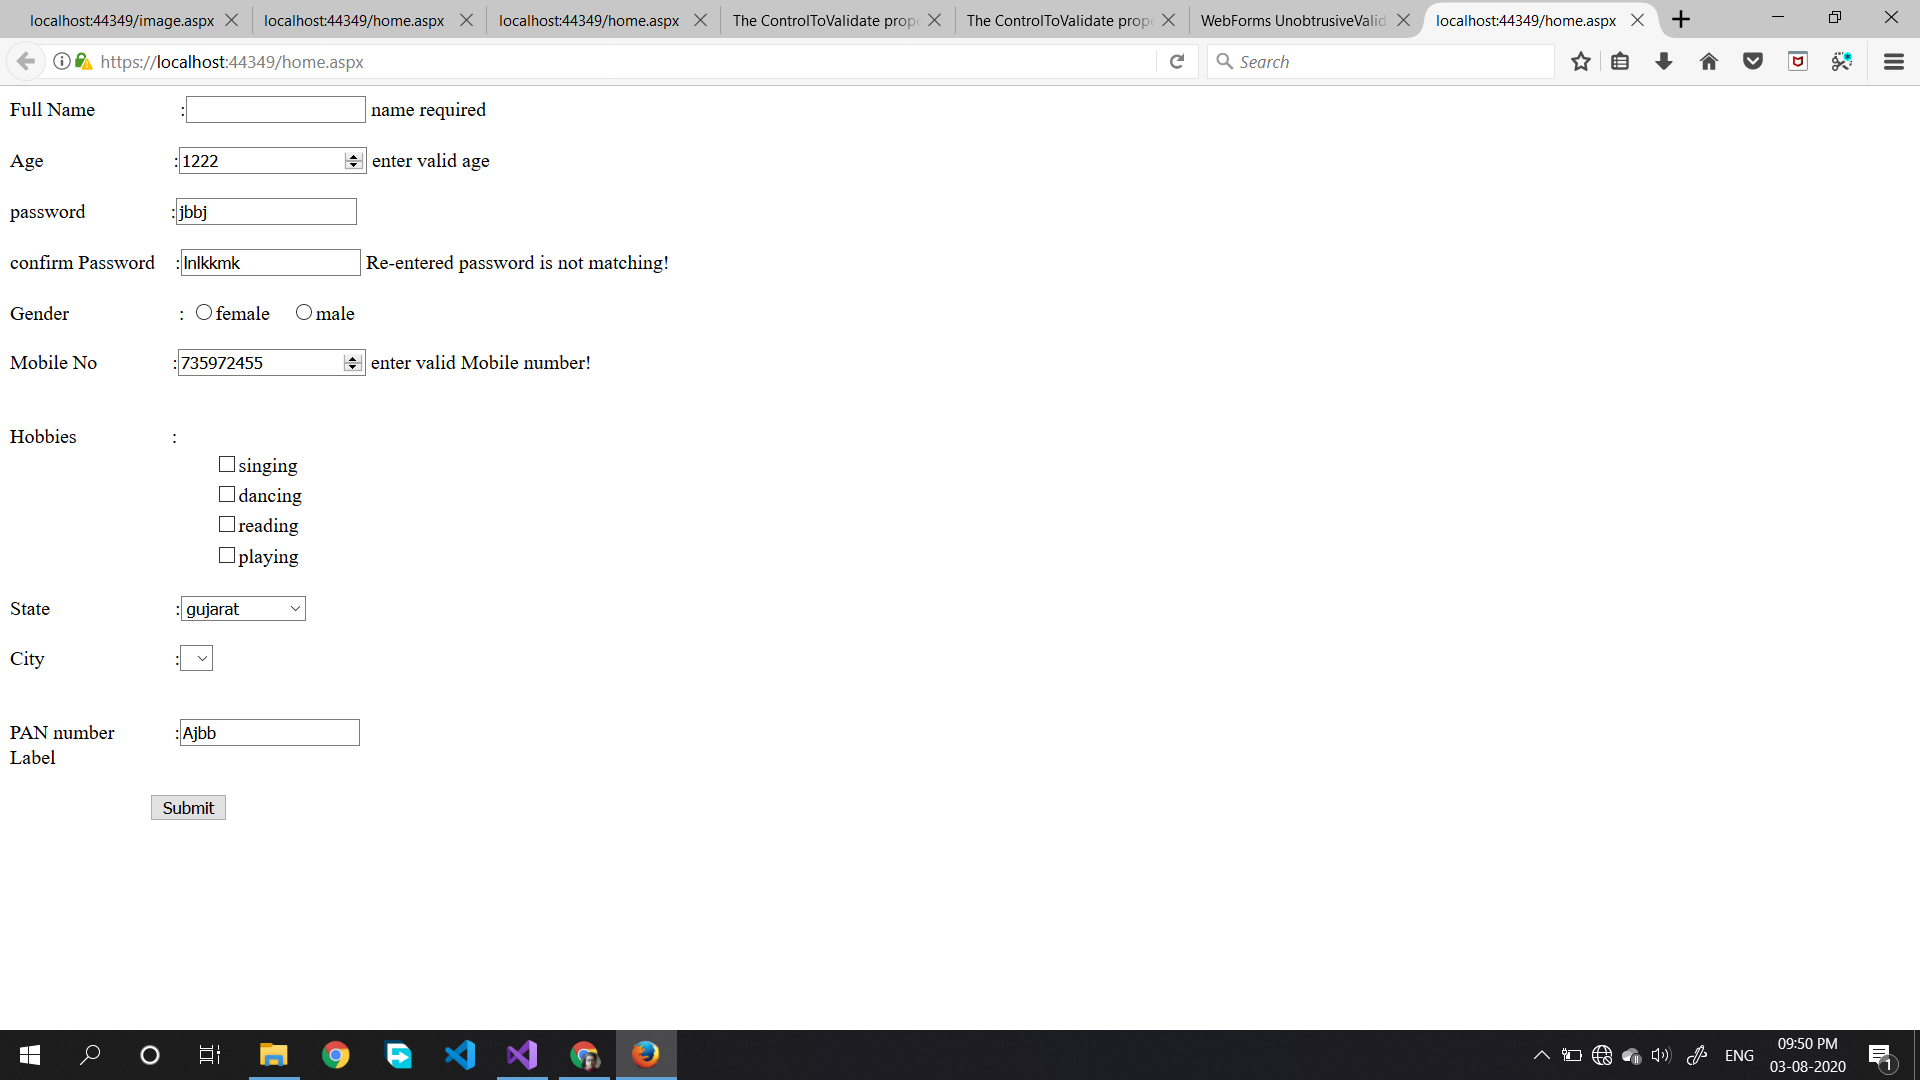 localhost:44349/image.aspx localhost:44349/home.aspx localhost:44349/home.aspx The ControlToValidate prope The ControlToValidate prope WebForms UnobtrusiveValid localhost:44349/home.aspx
https://localhost:44349/home.aspx Search
Full Name : name required
Age :1222 enter valid age
password :jbbj
confirm Password :lnlkkmk Re-entered password is not matching!
Gender : female male
Mobile No :735972455 enter valid Mobile number!
Hobbies :
singing
dancing
reading
playing
State :gujarat
City :
PAN number :Ajbb
Label
Submit
ENG 09:50 PM
03-08-2020 1